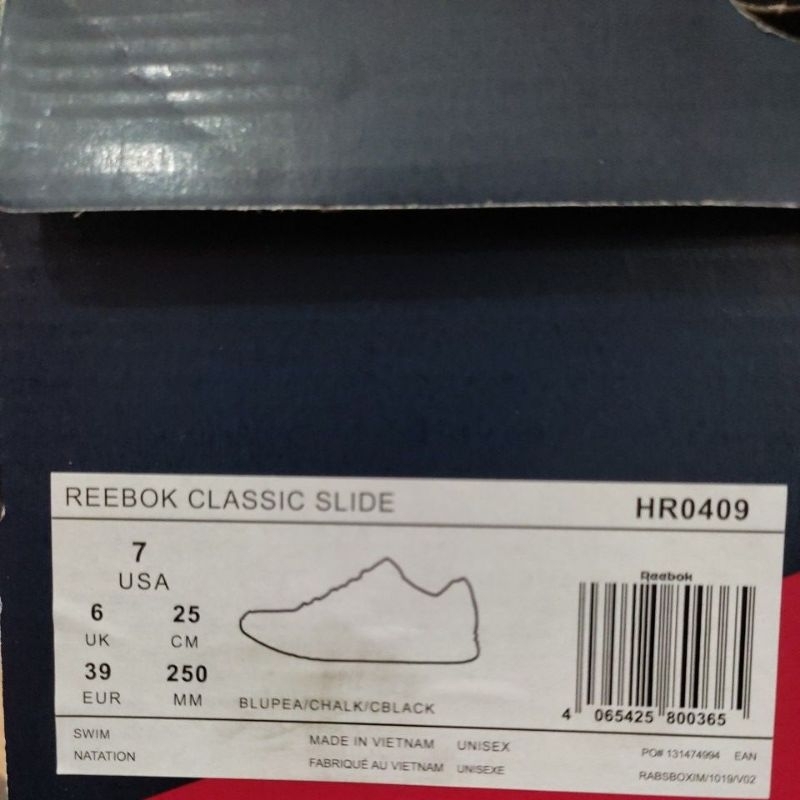 REEBOK CLASSIC SLIDE
HR0409
7
USA
6 25
UK CM
39 250
EUR MM
BLUPEA/CHALK/CBLACK
Reebok
4 065425 800365
SWIM
NATATION
MADE IN VIETNAM UNISEX
FABRIQUÉ AU VIETNAM UNISEXE
PO# 131474994 EAN
RABSBOXIM/1019/V02